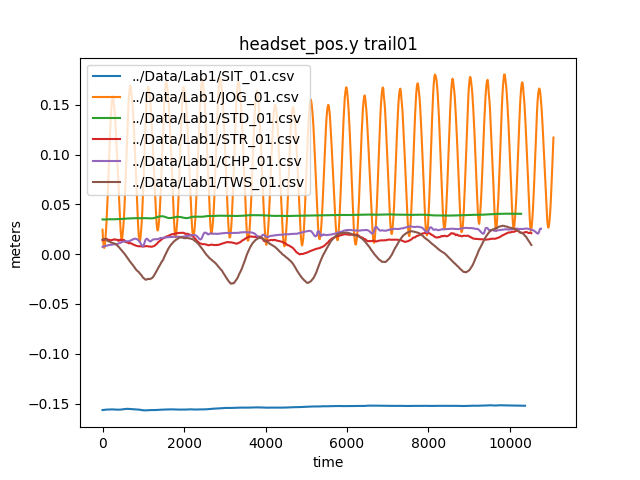 headset_pos.y trail01
../Data/Lab1/SIT_01.csv
../Data/Lab1/JOG_01.csv
../Data/Lab1/STD_01.csv
../Data/Lab1/STR_01.csv
../Data/Lab1/CHP_01.csv
../Data/Lab1/TWS_01.csv
meters
0.15
0.10
0.05
0.00
−0.05
−0.10
−0.15
0 2000 4000 6000 8000 10000
time